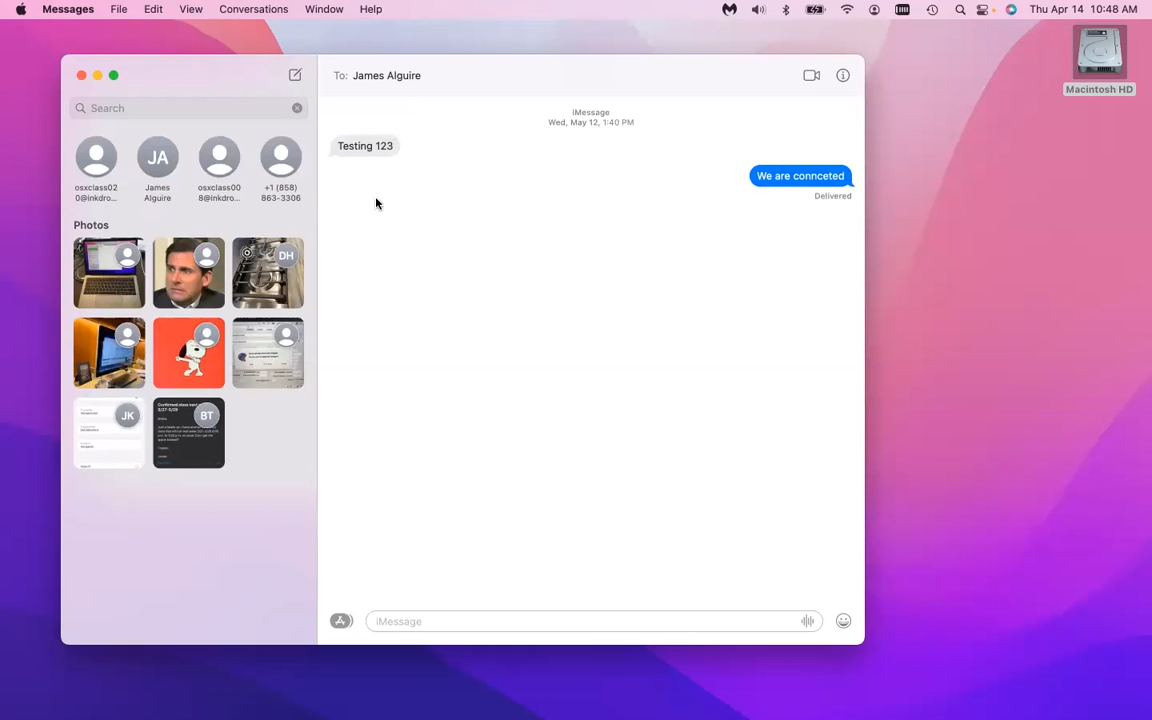 Messages File Edit View Conversations Window Help Thu Apr 14 10:48 AM
Macintosh HD
To: James Alguire
Search
iMessage
Wed, May 12, 1:40 PM
Testing 123
We are connceted
Delivered
JA
osxclass02
0@inkdro...
James
Alguire
osxclass00
8@inkdro...
+1 (858)
863-3306
Photos
DH
JK
BT
iMessage